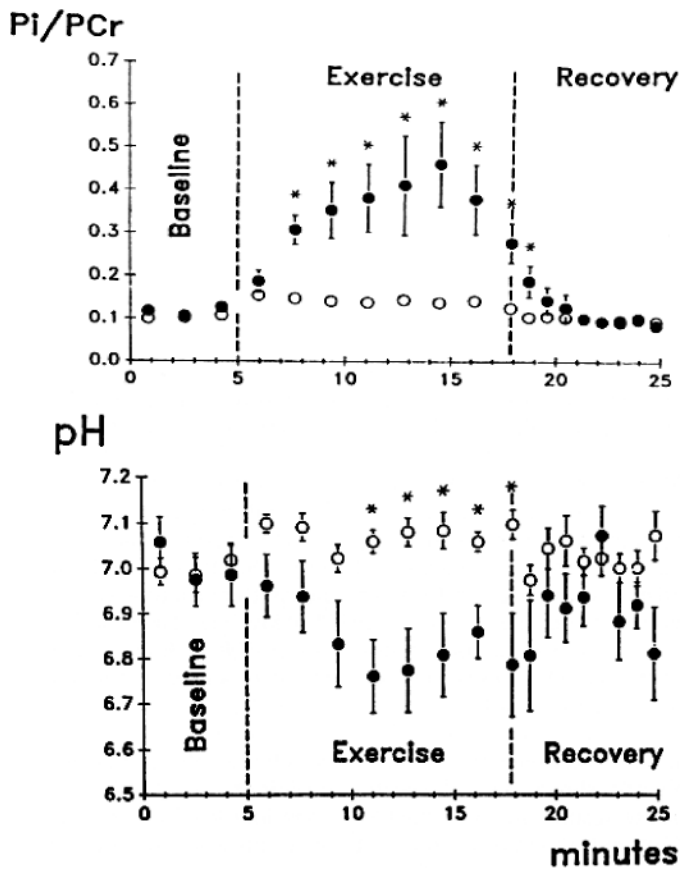 Pi/PCr
Exercise Recovery
Baseline
0.7
0.6
0.5
0.4
0.3
0.2
0.1
0.0
* * * * * * * *
0 5 10 15 20 25
pH
7.2
7.1
7.0
6.9
6.8
6.7
6.6
6.5
* * * * *
Baseline
Exercise Recovery
0 5 10 15 20 25
minutes